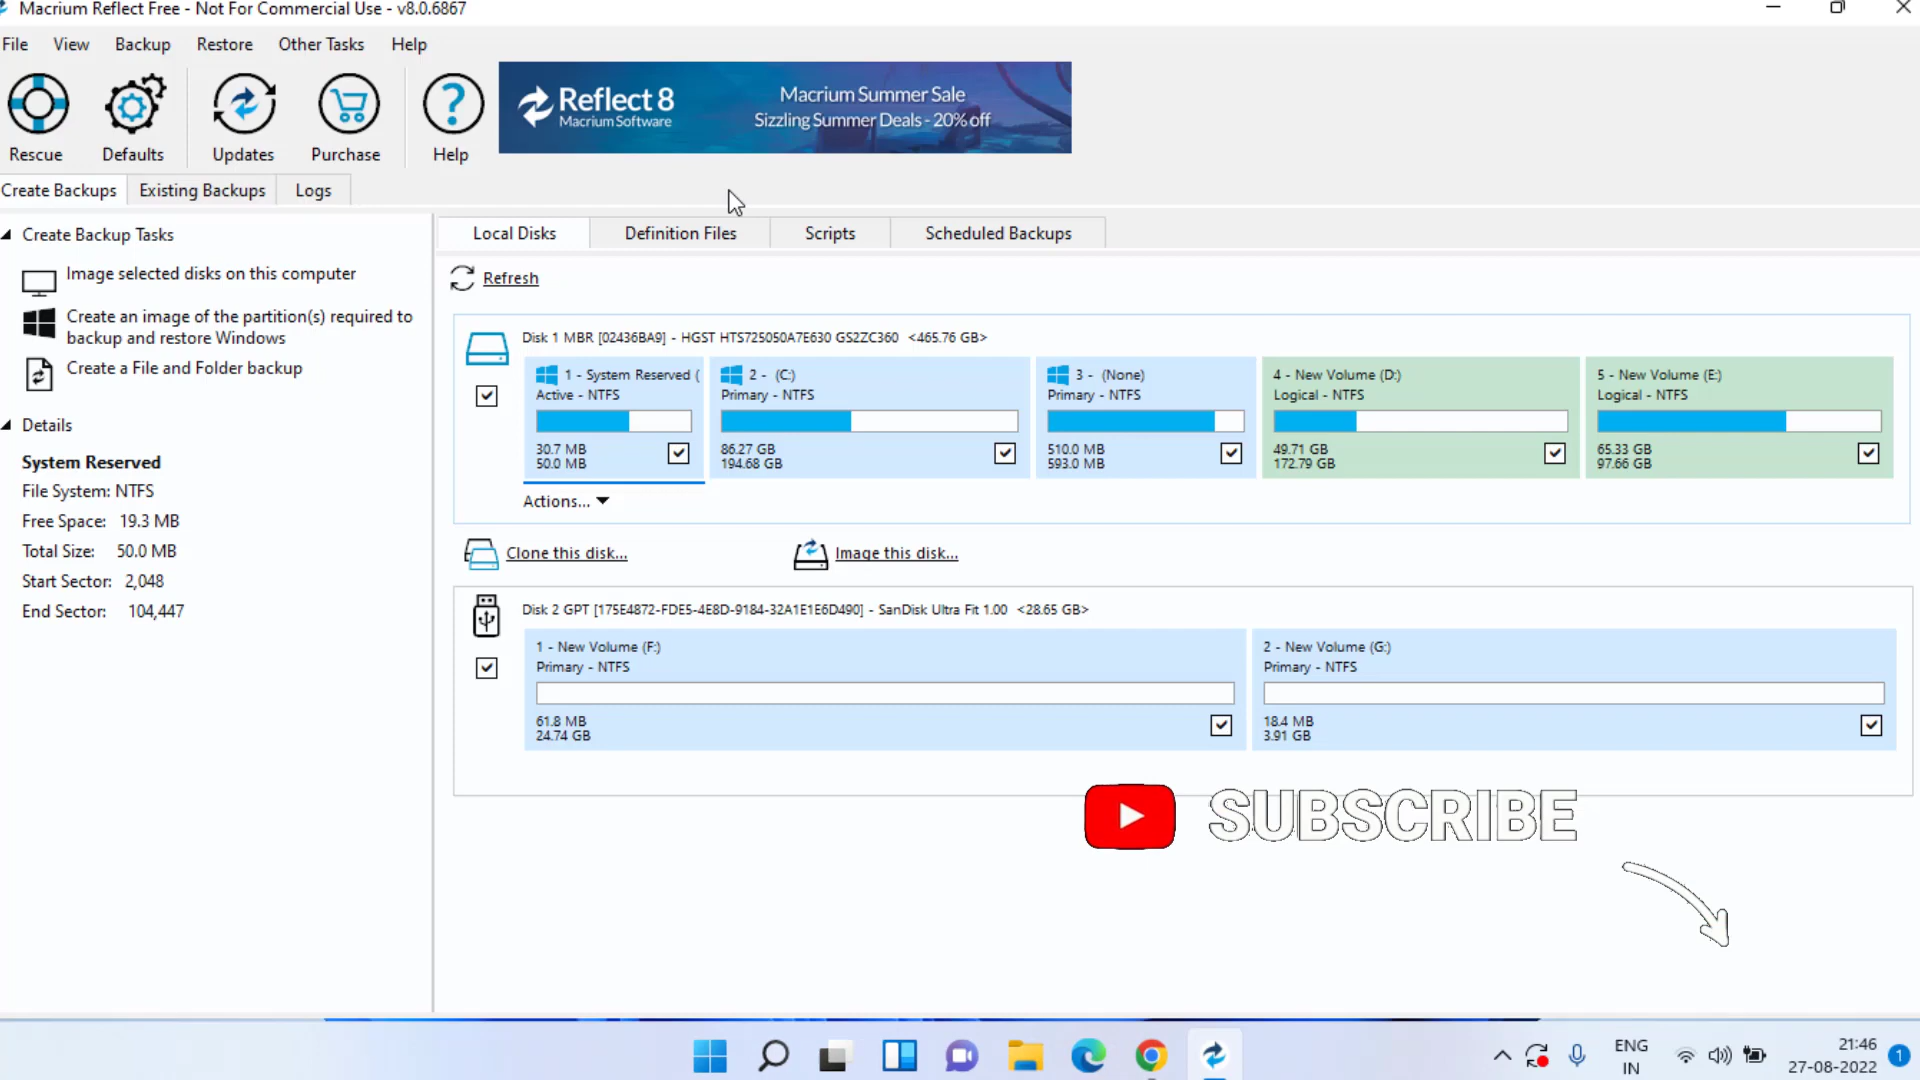 Macrium Reflect Free - Not For Commercial Use - v8.0.6867
File View Backup Restore Other Tasks Help
Reflect 8
Macrium Software
Macrium Summer Sale
Sizzling Summer Deals - 20% off
Rescue Defaults Updates Purchase Help
Create Backups Existing Backups Logs
Create Backup Tasks
Image selected disks on this computer
Create an image of the partition(s) required to
backup and restore Windows
Create a File and Folder backup
Details
System Reserved
File System: NTFS
Free Space: 19.3 MB
Total Size: 50.0 MB
Start Sector: 2,048
End Sector: 104,447
Local Disks Definition Files Scripts Scheduled Backups
Refresh
Disk 1 MBR [02436BA9] - HGST HTS725050A7E630 GS2ZC360 <465.76 GB>
1 - System Reserved (
Active - NTFS
30.7 MB
50.0 MB
2 - (C:)
Primary - NTFS
86.27 GB
194.68 GB
3 - (None)
Primary - NTFS
510.0 MB
593.0 MB
4 - New Volume (D:)
Logical - NTFS
49.71 GB
172.79 GB
5 - New Volume (E:)
Logical - NTFS
65.33 GB
97.66 GB
Actions...
Clone this disk... Image this disk...
Disk 2 GPT [175E4872-FDE5-4E8D-9184-32A1E1E6D490] - SanDisk Ultra Fit 1.00 <28.65 GB>
1 - New Volume (F:)
Primary - NTFS
61.8 MB
24.74 GB
2 - New Volume (G:)
Primary - NTFS
18.4 MB
3.91 GB
SUBSCRIBE
ENG
IN
21:46
27-08-2022
1